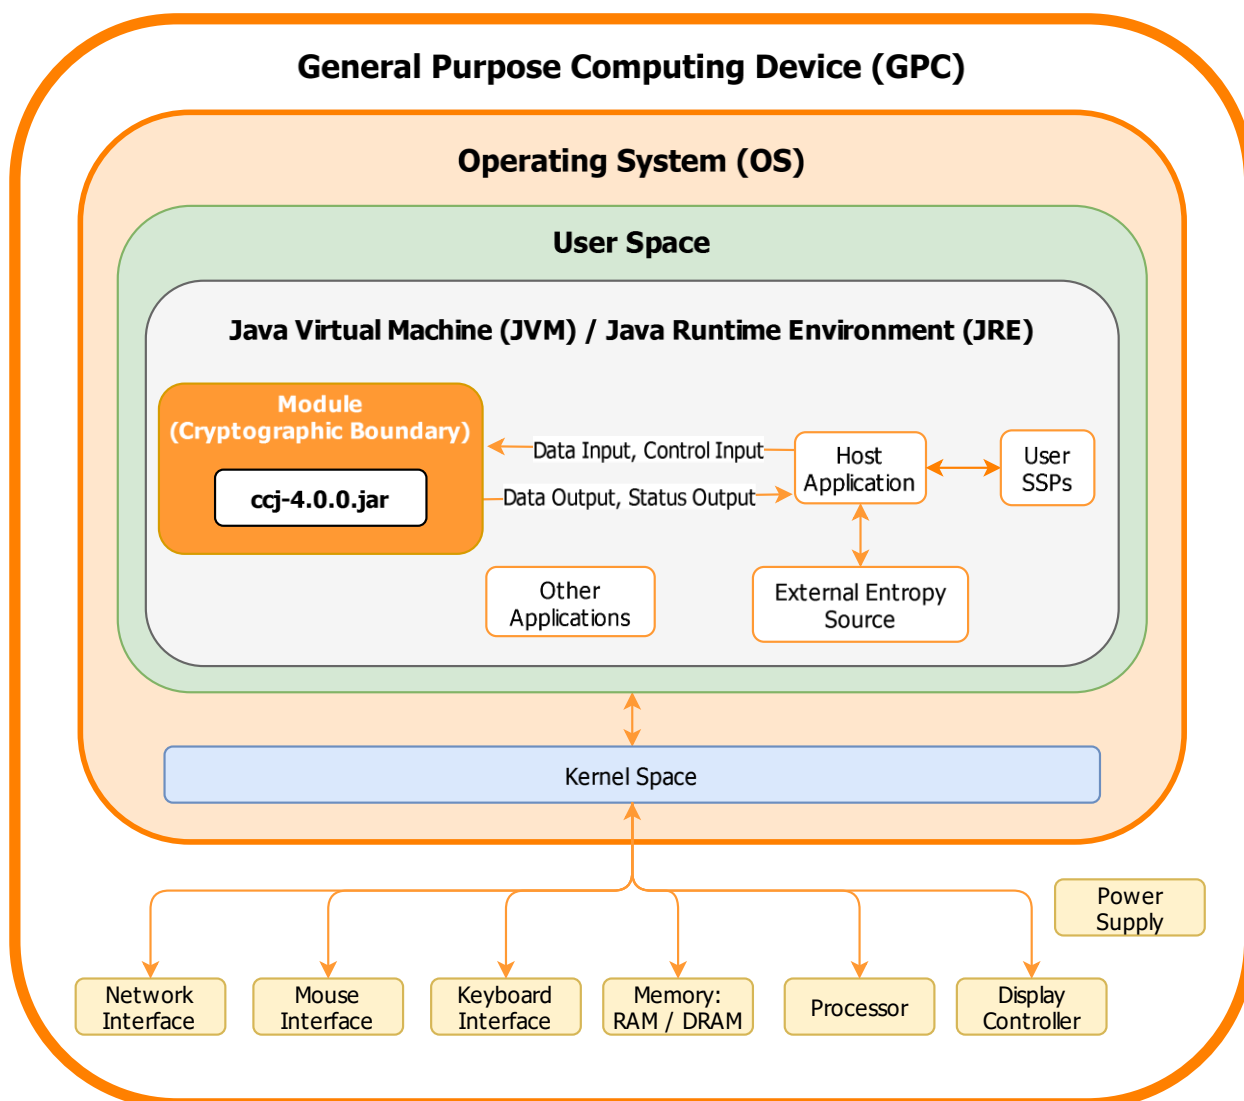 General Purpose Computing Device (GPC)
Operating System (OS)
User Space
Java Virtual Machine (JVM) / Java Runtime Environment (JRE)
Module
(Cryptographic Boundary)
ccj-4.0.0.jar
Data Input, Control Input
Data Output, Status Output
Host
Application
User
SSPs
Other
Applications
External Entropy
Source
Kernel Space
Power
Supply
Network
Interface
Mouse
Interface
Keyboard
Interface
Memory:
RAM / DRAM
Processor
Display
Controller